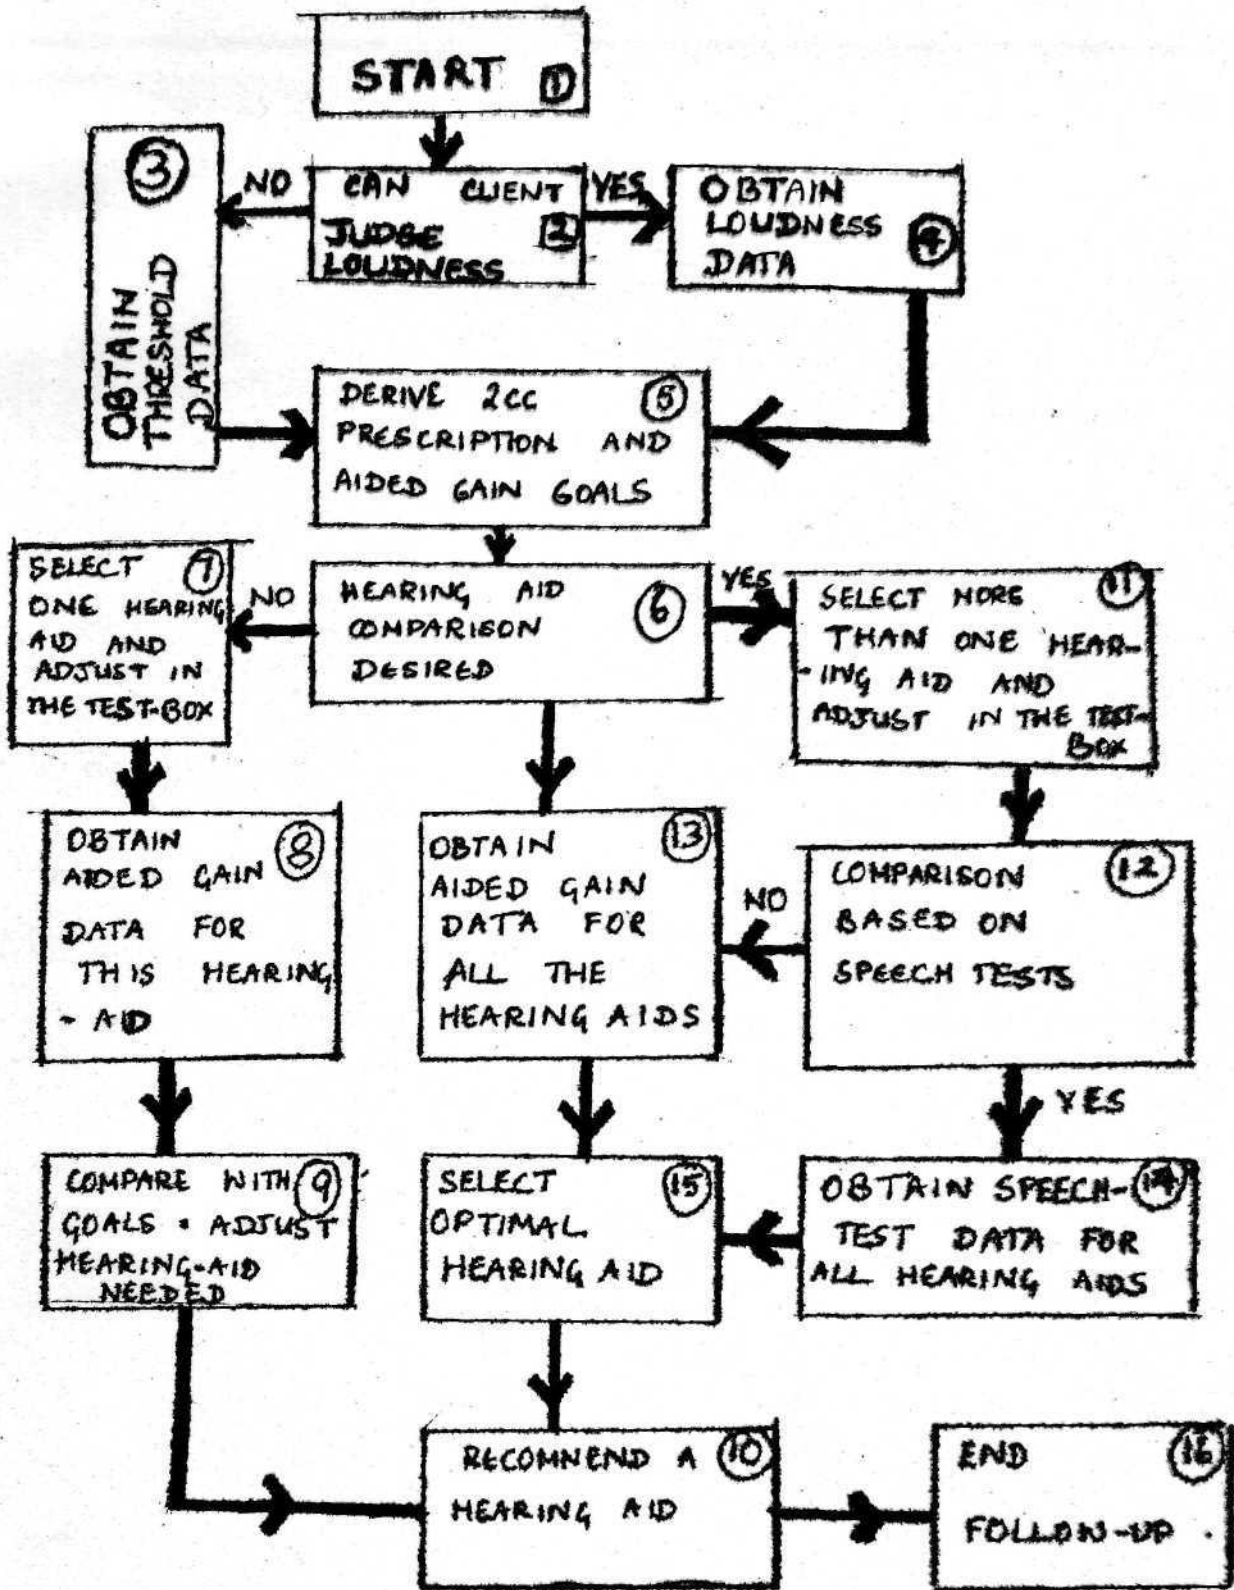 START 1
3
OBTAIN
THRESHOLD
DATA
NO
CAN CLIENT
JUDGE 2
LOUDNESS
YES
OBTAIN
LOUDNESS 4
DATA
DERIVE 2CC 5
PRESCRIPTION AND
AIDED GAIN GOALS
SELECT 7
ONE HEARING
AID AND
ADJUST IN
THE TEST-BOX
NO
HEARING AID
COMPARISON 6
DESIRED
YES
SELECT MORE 11
THAN ONE HEAR-
-ING AID AND
ADJUST IN THE TEST-
BOX
OBTAIN 8
AIDED GAIN
DATA FOR
THIS HEARING
- AID
OBTAIN 13
AIDED GAIN
DATA FOR
ALL THE
HEARING AIDS
NO
COMPARISON 12
BASED ON
SPEECH TESTS
YES
COMPARE WITH 9
GOALS . ADJUST
HEARING-AID
NEEDED
SELECT 15
OPTIMAL
HEARING AID
OBTAIN SPEECH- 14
TEST DATA FOR
ALL HEARING AIDS
RECOMNEND A 10
HEARING AID
END 16
FOLLOW-UP .